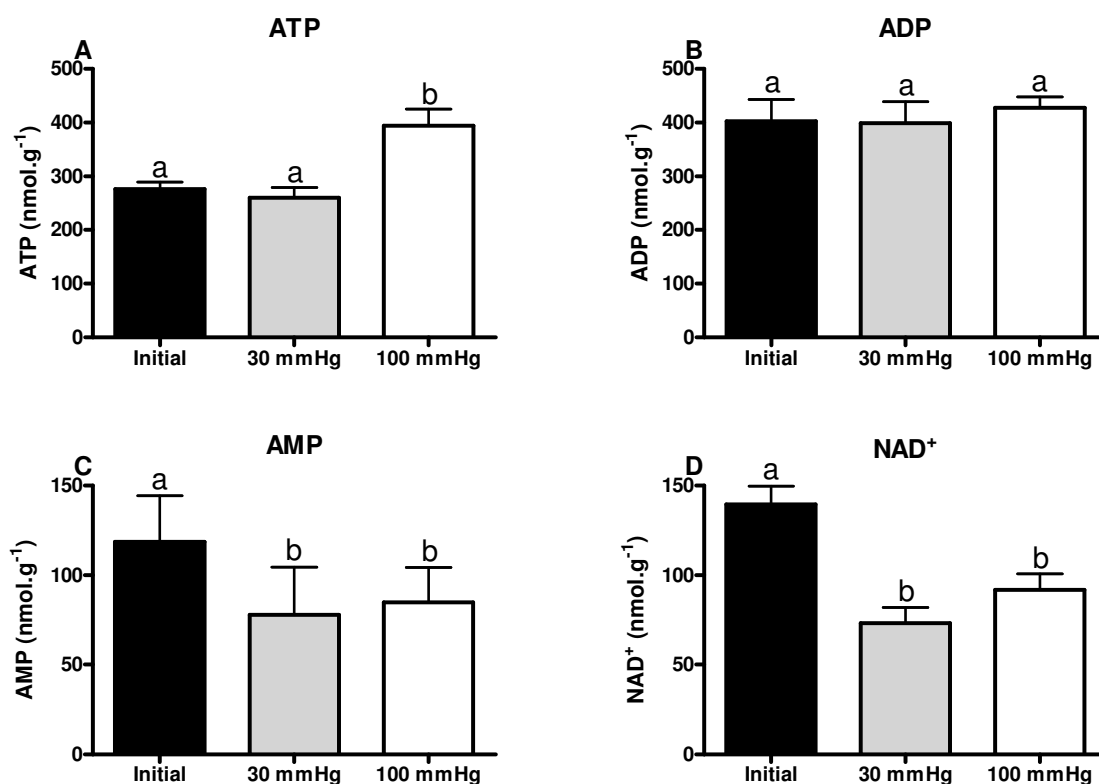 A
ATP
ATP (nmol.g⁻¹)
500
400
300
200
100
0
a
a
b
Initial
30 mmHg
100 mmHg
B
ADP
ADP (nmol.g⁻¹)
500
400
300
200
100
0
a
a
a
Initial
30 mmHg
100 mmHg
C
AMP
AMP (nmol.g⁻¹)
150
100
50
0
a
b
b
Initial
30 mmHg
100 mmHg
D
NAD⁺
NAD⁺ (nmol.g⁻¹)
150
100
50
0
a
b
b
Initial
30 mmHg
100 mmHg